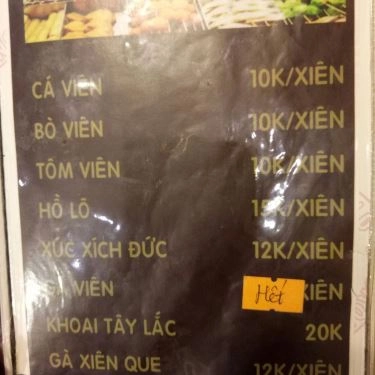 CÁ VIÊN 10K/XIÊN
BÒ VIÊN 10K/XIÊN
TÔM VIÊN 10K/XIÊN
HỒ LÔ 15K/XIÊN
XÚC XÍCH ĐỨC 12K/XIÊN
VIÊN Hết XIÊN
KHOAI TÂY LẮC 20K
GÀ XIÊN QUE 12K/XIÊN